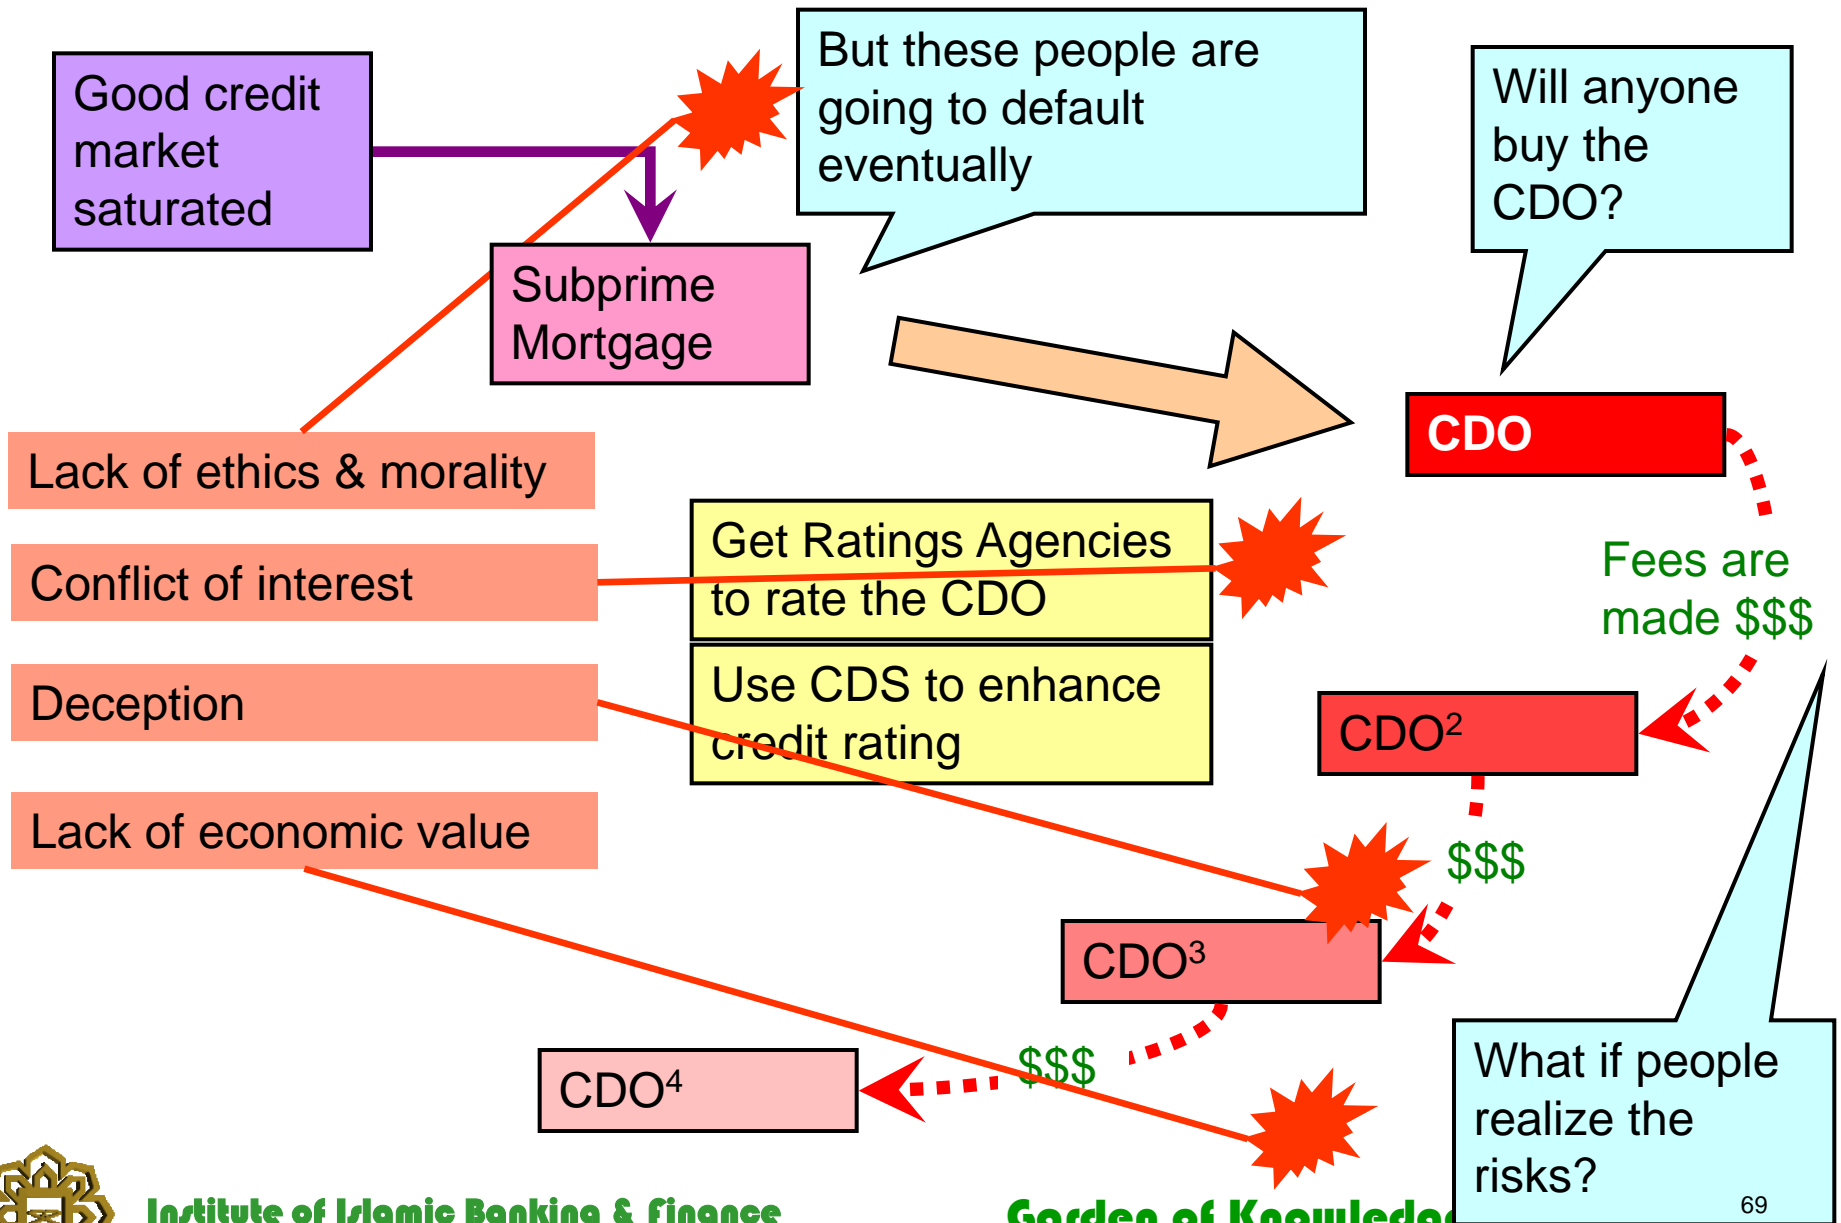 Good credit
market
saturated
But these people are
going to default
eventually
Will anyone
buy the
CDO?
Subprime
Mortgage
CDO
Lack of ethics & morality
Conflict of interest
Deception
Lack of economic value
Get Ratings Agencies
to rate the CDO
Use CDS to enhance
credit rating
Fees are
made $$$
CDO²
$$$
CDO³
$$$
CDO⁴
What if people
realize the
risks?
Institute of Islamic Banking & Finance
Garden of
69